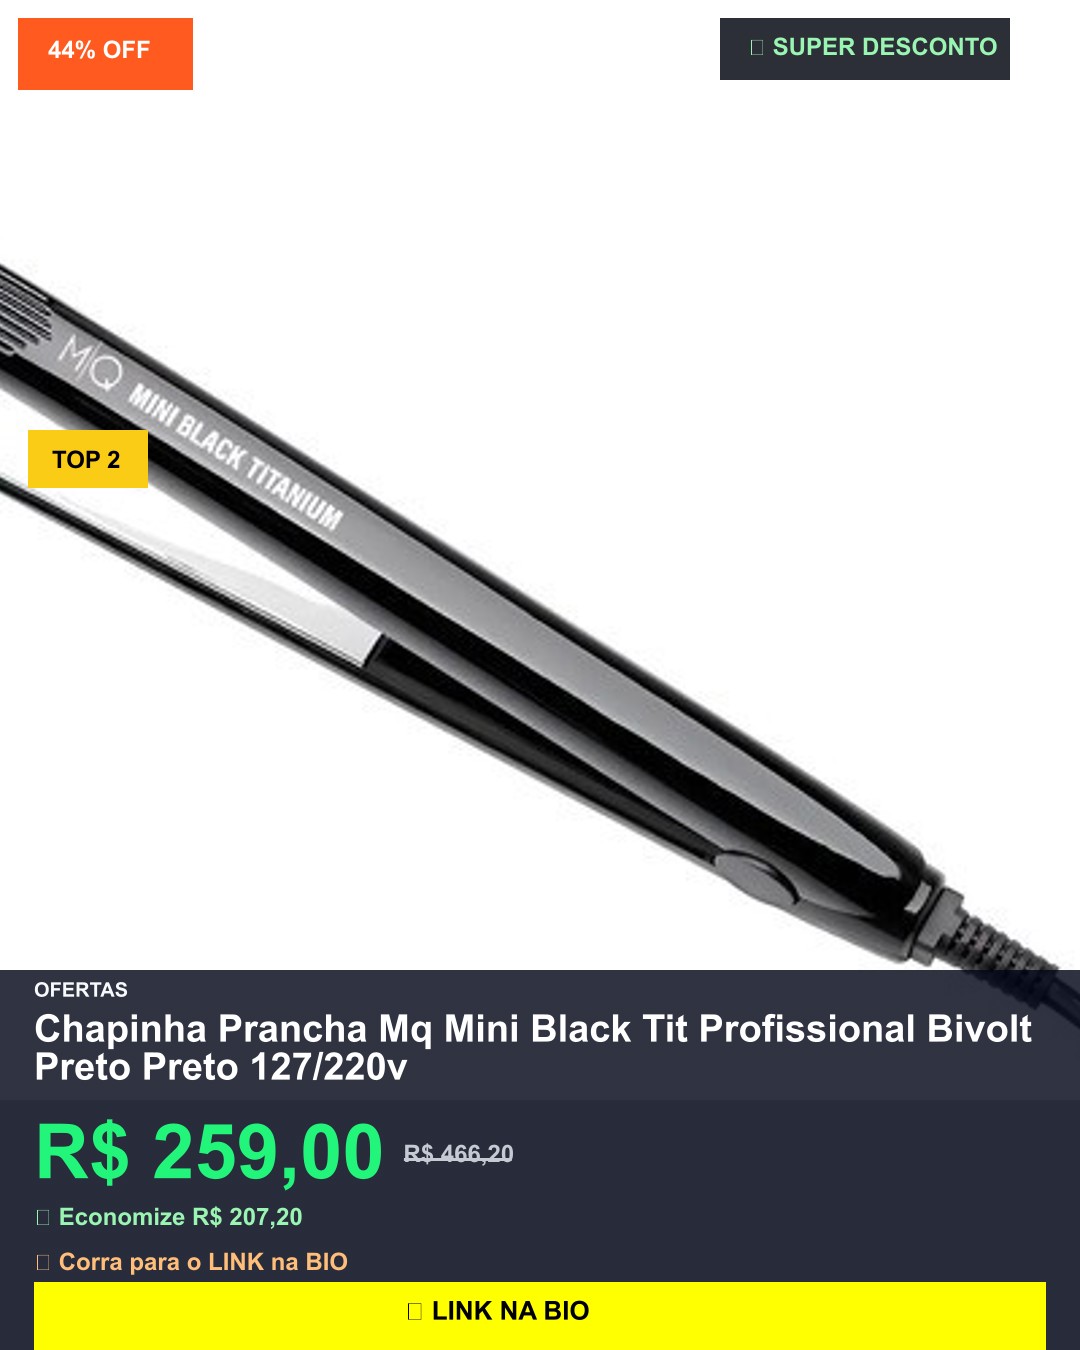 44% OFF
SUPER DESCONTO
MQ MINI BLACK TITANIUM
TOP 2
OFERTAS
Chapinha Prancha Mq Mini Black Tit Profissional Bivolt
Preto Preto 127/220v
R$ 259,00 R$ 466,20
Economize R$ 207,20
Corra para o LINK na BIO
LINK NA BIO